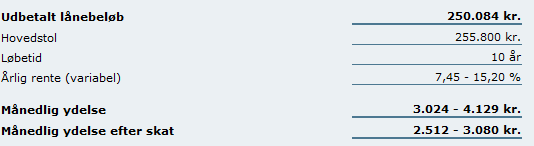 Udbetalt lånebeløb 250.084 kr.
Hovedstol 255.800 kr.
Løbetid 10 år
Årlig rente (variabel) 7,45 - 15,20 %
Månedlig ydelse 3.024 - 4.129 kr.
Månedlig ydelse efter skat 2.512 - 3.080 kr.